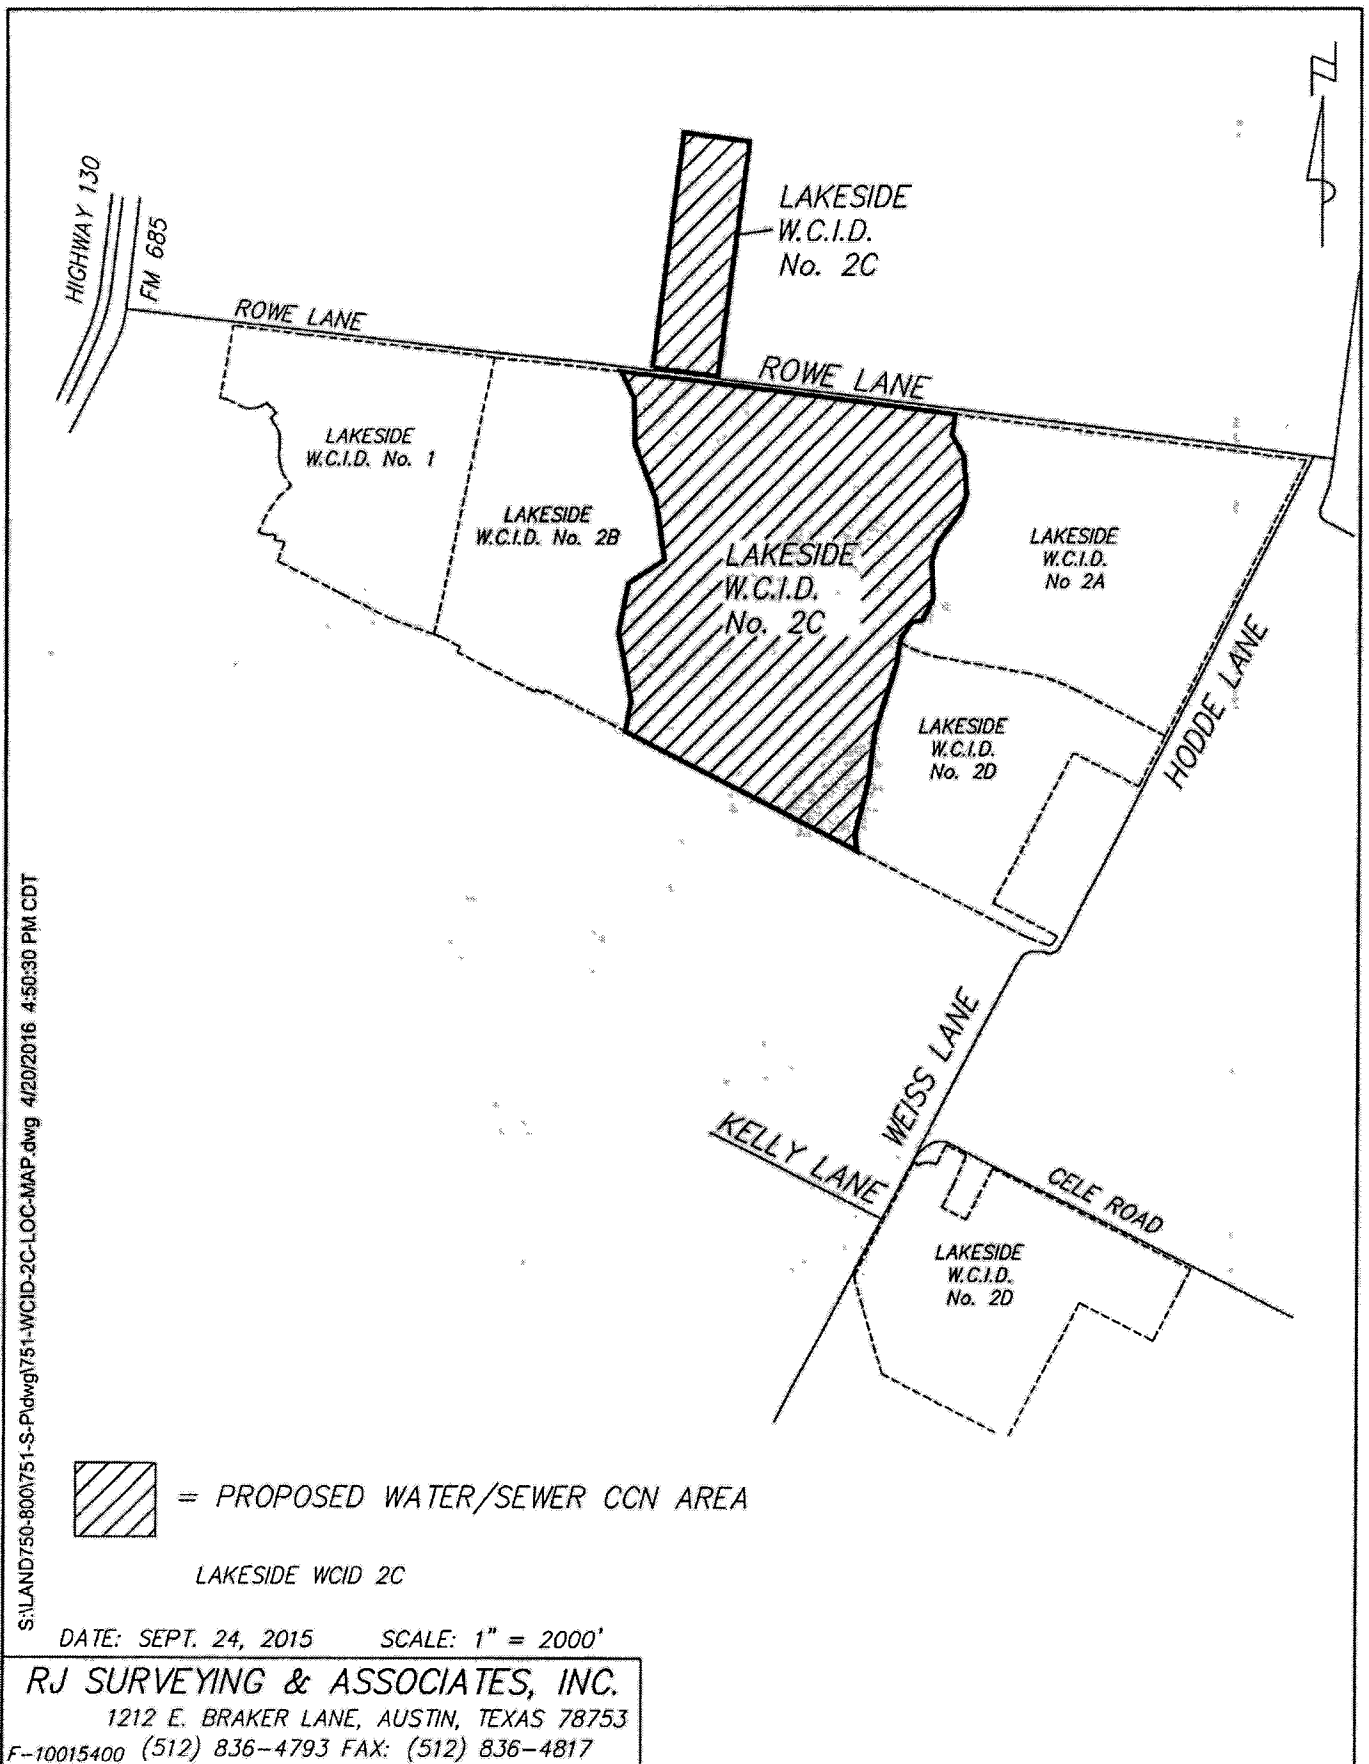 HIGHWAY 130
FM 685
LAKESIDE
W.C.I.D.
No. 2C
ROWE LANE
ROWE LANE
LAKESIDE
W.C.I.D. No. 1
LAKESIDE
W.C.I.D. No. 2B
LAKESIDE
W.C.I.D.
No. 2C
LAKESIDE
W.C.I.D.
No 2A
LAKESIDE
W.C.I.D.
No. 2D
HODDE LANE
WEISS LANE
KELLY LANE
CELE ROAD
LAKESIDE
W.C.I.D.
No. 2D
S:\LAND750-800\751-S-P\dwg\751-WCID-2C-LOC-MAP.dwg 4/20/2016 4:50:30 PM CDT
= PROPOSED WATER/SEWER CCN AREA
LAKESIDE WCID 2C
DATE: SEPT. 24, 2015 SCALE: 1" = 2000'
RJ SURVEYING & ASSOCIATES, INC.
1212 E. BRAKER LANE, AUSTIN, TEXAS 78753
F-10015400 (512) 836-4793 FAX: (512) 836-4817
N